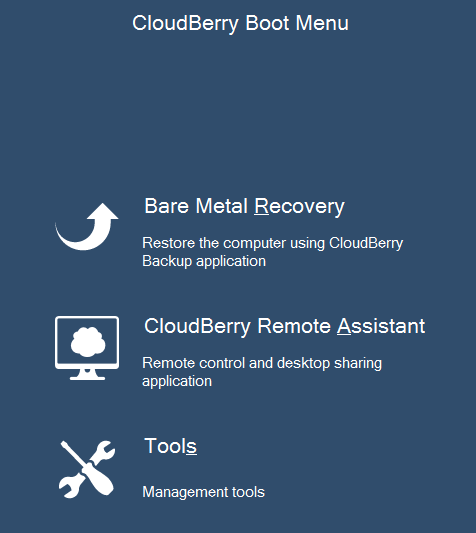 CloudBerry Boot Menu
Bare Metal Recovery
Restore the computer using CloudBerry
Backup application
CloudBerry Remote Assistant
Remote control and desktop sharing
application
Tools
Management tools